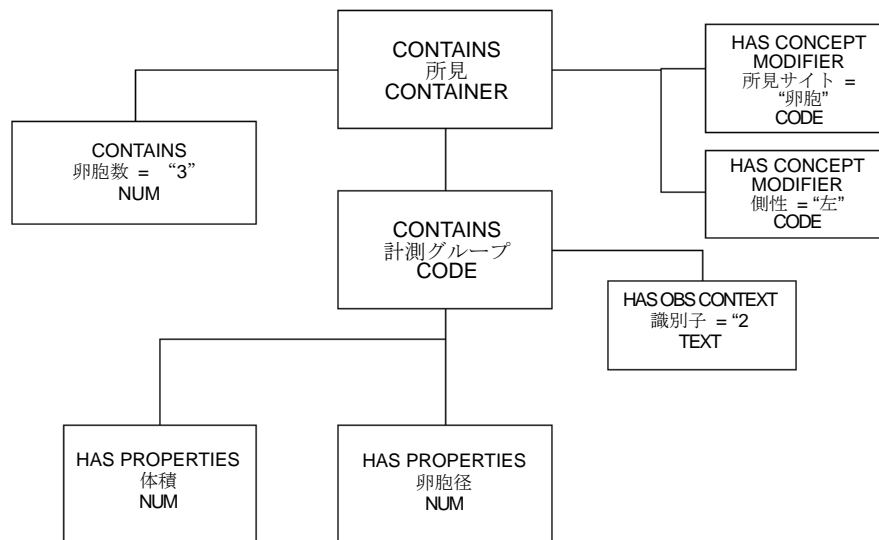 CONTAINS
所見
CONTAINER
HAS CONCEPT
MODIFIER
所見サイト =
“卵胞”
CODE
CONTAINS
卵胞数 = “3”
NUM
HAS CONCEPT
MODIFIER
側性 = “左”
CODE
CONTAINS
計測グループ
CODE
HAS OBS CONTEXT
識別子 = “2
TEXT
HAS PROPERTIES
体積
NUM
HAS PROPERTIES
卵胞径
NUM